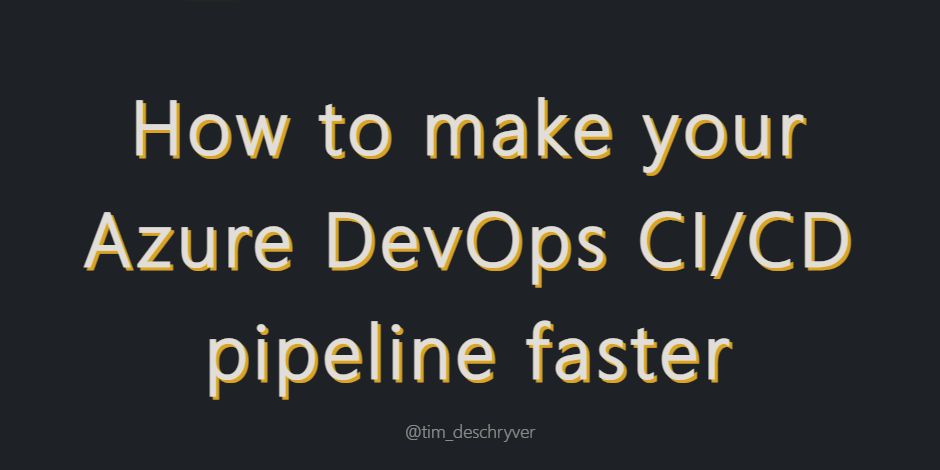 How to make your
Azure DevOps CI/CD
pipeline faster
@tim_deschryver